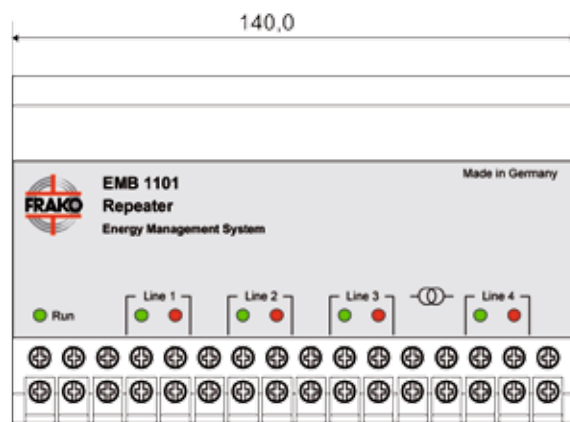 140,0
FRAKO
EMB 1101
Repeater
Energy Management System
Made in Germany
Run
Line 1
Line 2
Line 3
Line 4